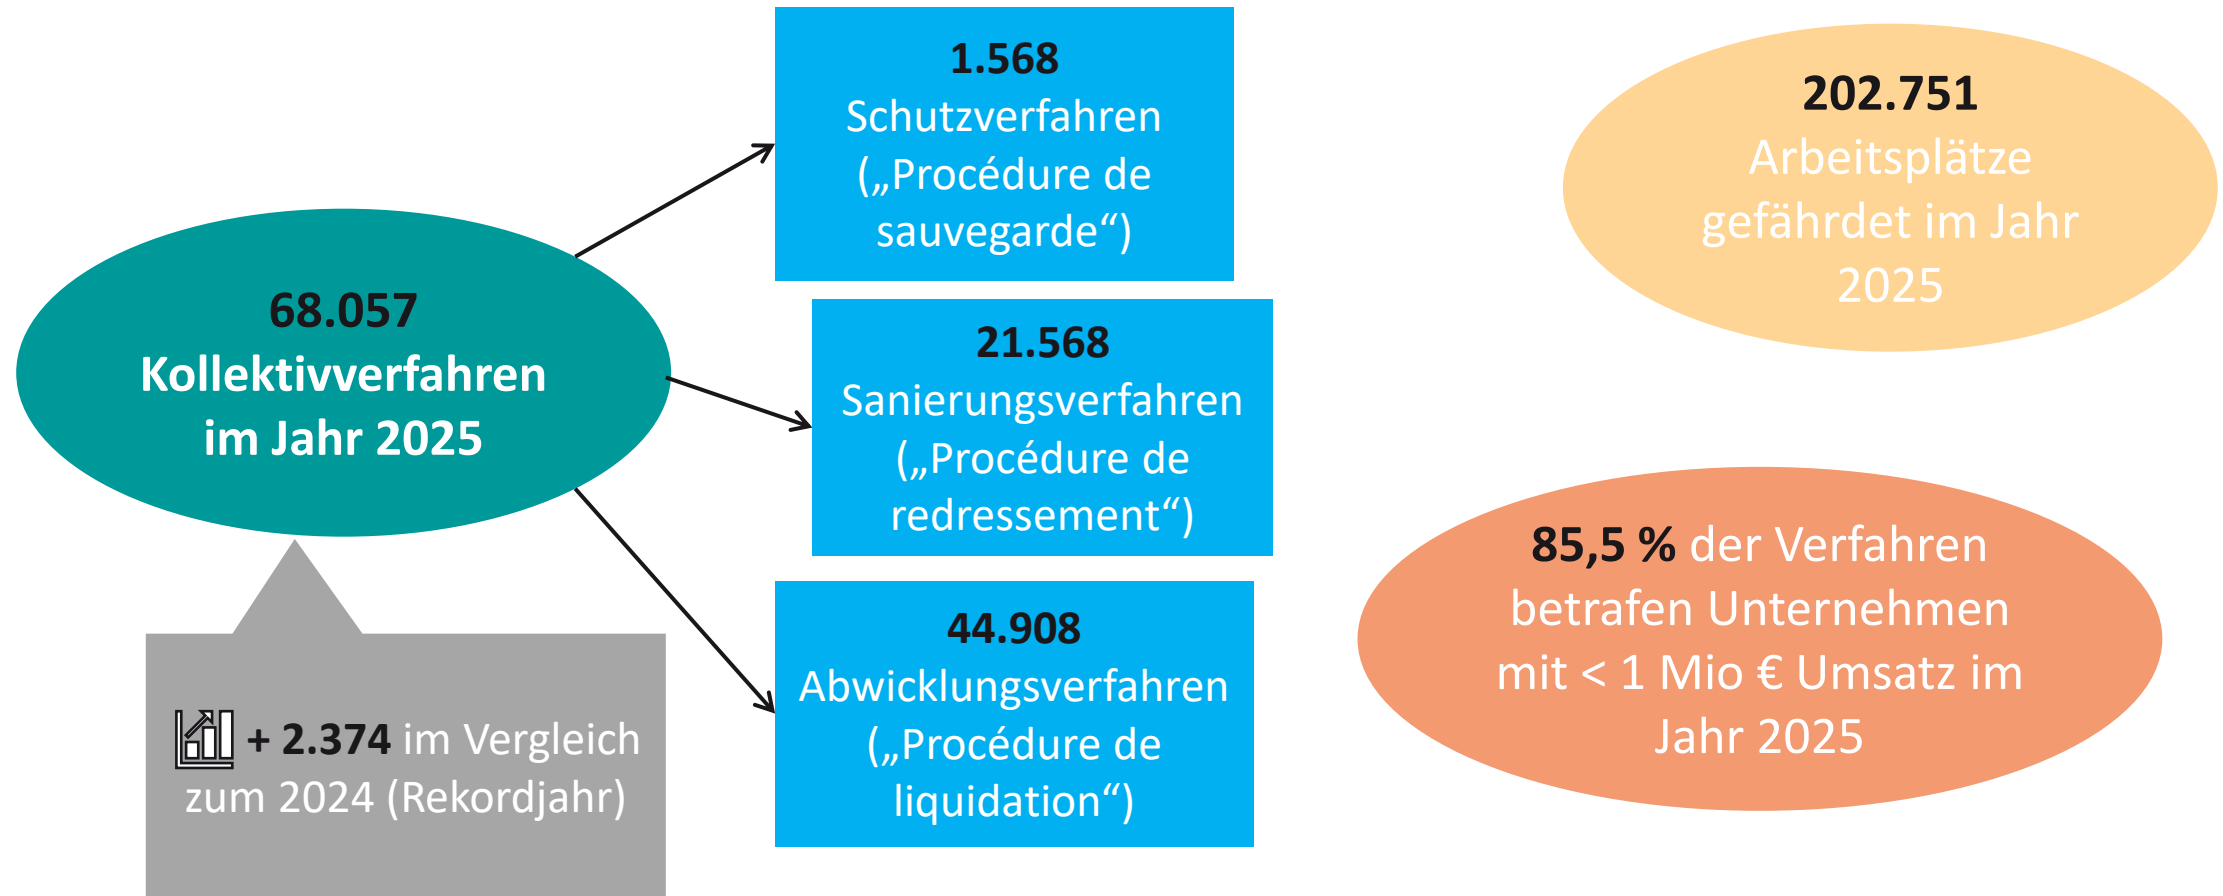 68.057
Kollektivverfahren
im Jahr 2025
+ 2.374 im Vergleich
zum 2024 (Rekordjahr)
1.568
Schutzverfahren
(„Procédure de
sauvegarde“)
21.568
Sanierungsverfahren
(„Procédure de
redressement“)
44.908
Abwicklungsverfahren
(„Procédure de
liquidation“)
202.751
Arbeitsplätze
gefährdet im Jahr
2025
85,5 % der Verfahren
betrafen Unternehmen
mit < 1 Mio € Umsatz im
Jahr 2025